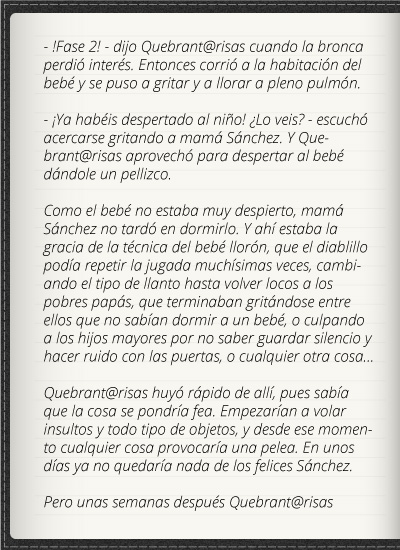 - !Fase 2! - dijo Quebrant@risas cuando la bronca
perdió interés. Entonces corrió a la habitación del
bebé y se puso a gritar y a llorar a pleno pulmón.
- ¡Ya habéis despertado al niño! ¿Lo veis? - escuchó
acercarse gritando a mamá Sánchez. Y Que-
brant@risas aprovechó para despertar al bebé
dándole un pellizco.
Como el bebé no estaba muy despierto, mamá
Sánchez no tardó en dormirlo. Y ahí estaba la
gracia de la técnica del bebé llorón, que el diablillo
podía repetir la jugada muchísimas veces, cambi-
ando el tipo de llanto hasta volver locos a los
pobres papás, que terminaban gritándose entre
ellos que no sabían dormir a un bebé, o culpando
a los hijos mayores por no saber guardar silencio y
hacer ruido con las puertas, o cualquier otra cosa...
Quebrant@risas huyó rápido de allí, pues sabía
que la cosa se pondría fea. Empezarían a volar
insultos y todo tipo de objetos, y desde ese momen-
to cualquier cosa provocaría una pelea. En unos
días ya no quedaría nada de los felices Sánchez.
Pero unas semanas después Quebrant@risas